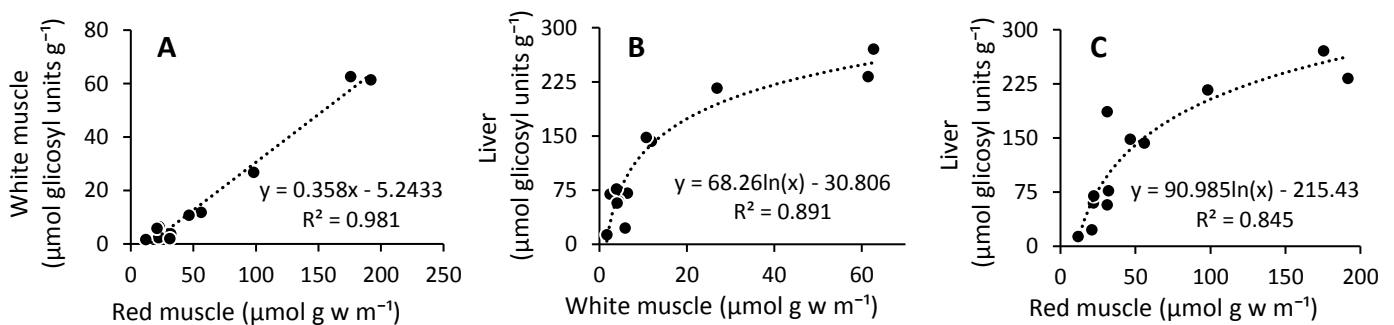 A
White muscle
(µmol glicosyl units g⁻¹)
80
60
40
20
0
0 50 100 150 200 250
y = 0.358x - 5.2433
R² = 0.981
Red muscle (µmol g w m⁻¹)
B
Liver
(µmol glicosyl units g⁻¹)
300
225
150
75
0
0 20 40 60
y = 68.26ln(x) - 30.806
R² = 0.891
White muscle (µmol g w m⁻¹)
C
Liver
(µmol glicosyl units g⁻¹)
300
225
150
75
0
0 50 100 150 200
y = 90.985ln(x) - 215.43
R² = 0.845
Red muscle (µmol g w m⁻¹)